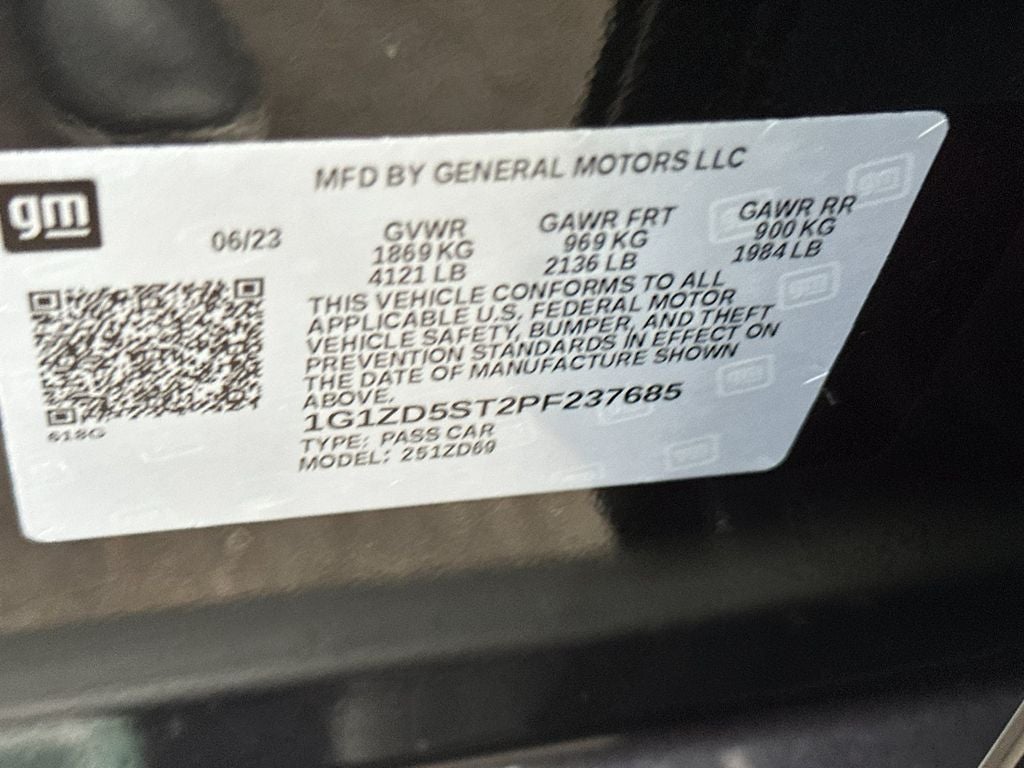 MFD BY GENERAL MOTORS LLC
gm
06/23
GVWR
1869 KG
4121 LB
GAWR FRT
969 KG
2136 LB
GAWR RR
900 KG
1984 LB
THIS VEHICLE CONFORMS TO ALL
APPLICABLE U.S. FEDERAL MOTOR
VEHICLE SAFETY, BUMPER, AND THEFT
PREVENTION STANDARDS IN EFFECT ON
THE DATE OF MANUFACTURE SHOWN
ABOVE.
1G1ZD5ST2PF237685
TYPE: PASS CAR
MODEL: 251ZD69
618G